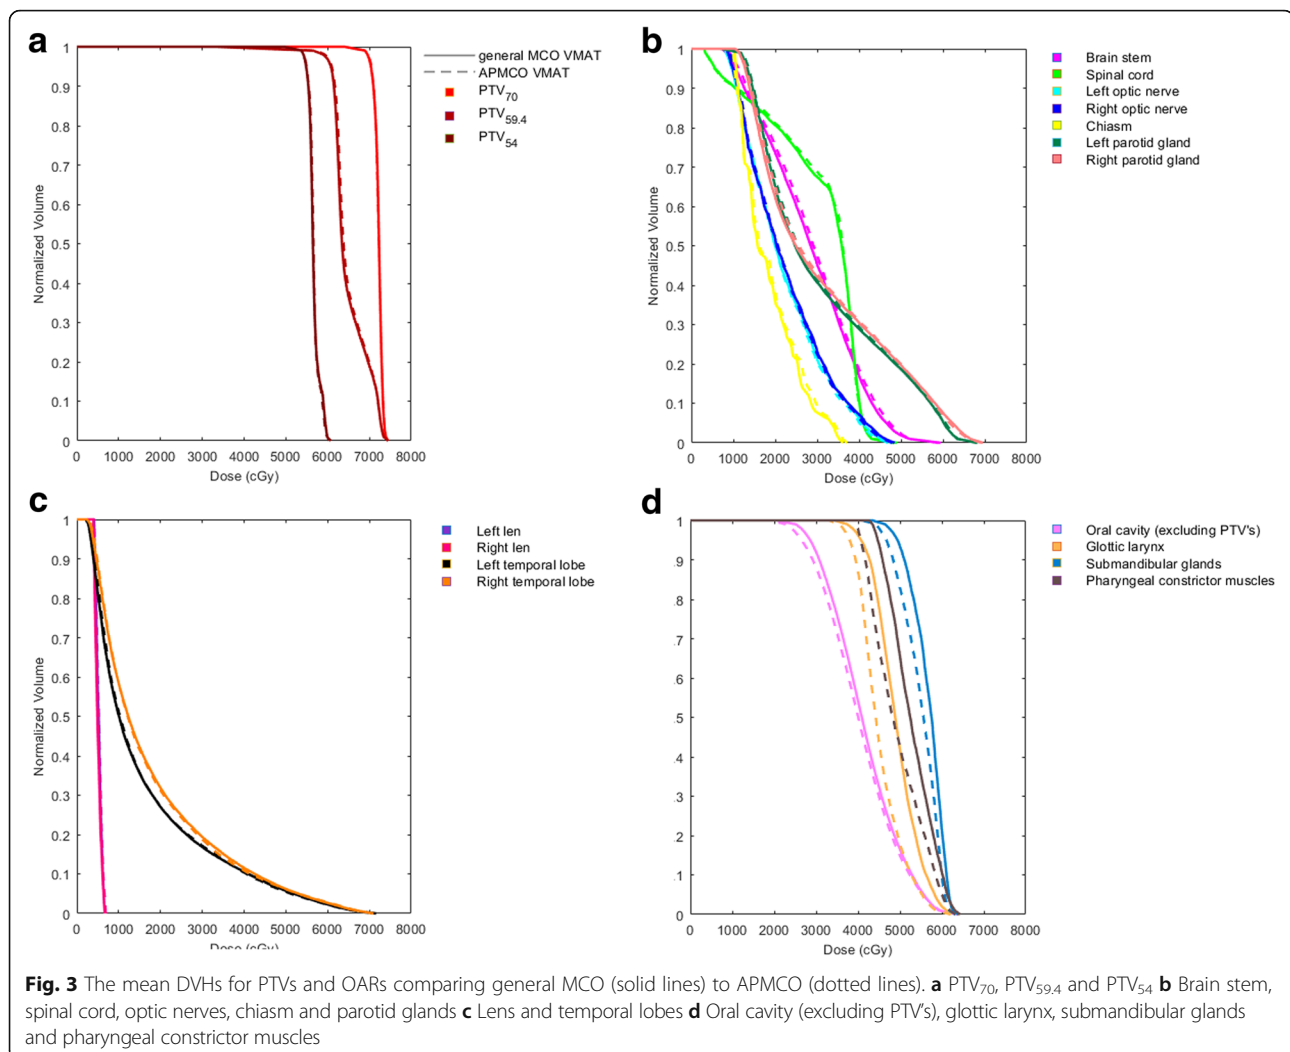 a
1
0.9
0.8
0.7
0.6
0.5
0.4
0.3
0.2
0.1
0
Normalized Volume
0 1000 2000 3000 4000 5000 6000 7000 8000
Dose (cGy)
general MCO VMAT
APMCO VMAT
PTV70
PTV59.4
PTV54
b
1
0.9
0.8
0.7
0.6
0.5
0.4
0.3
0.2
0.1
0
Normalized Volume
1000 2000 3000 4000 5000 6000 7000 8000
Dose (cGy)
Brain stem
Spinal cord
Left optic nerve
Right optic nerve
Chiasm
Left parotid gland
Right parotid gland
c
1
0.9
0.8
0.7
0.6
0.5
0.4
0.3
0.2
0.1
0
Normalized Volume
0 1000 2000 3000 4000 5000 6000 7000 8000
Dose (cGy)
Left len
Right len
Left temporal lobe
Right temporal lobe
d
1
.9
.8
.7
.6
.5
.4
.3
.2
.1
0
0 1000 2000 3000 4000 5000 6000 7000 8000
Dose (cGy)
Oral cavity (excluding PTV's)
Glottic larynx
Submandibular glands
Pharyngeal constrictor muscles
Fig. 3 The mean DVHs for PTVs and OARs comparing general MCO (solid lines) to APMCO (dotted lines). a PTV70, PTV59.4 and PTV54 b Brain stem,
spinal cord, optic nerves, chiasm and parotid glands c Lens and temporal lobes d Oral cavity (excluding PTV's), glottic larynx, submandibular glands
and pharyngeal constrictor muscles